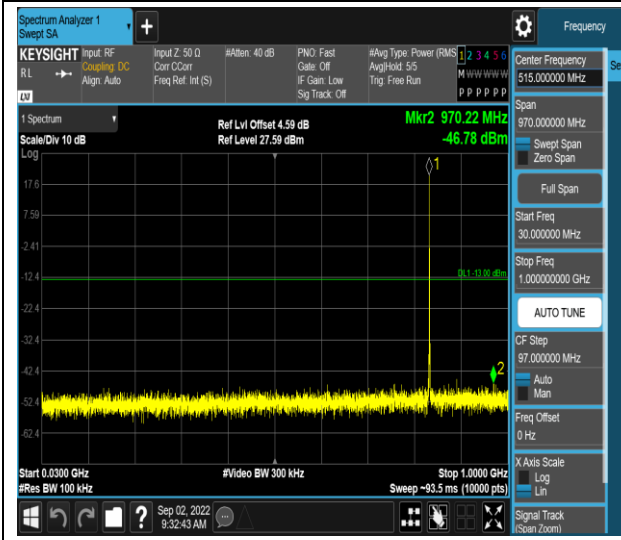 Spectrum Analyzer 1
Swept SA
+
Frequency
KEYSIGHT
RL
LXI
Input: RF
Coupling: DC
Align: Auto
Input Z: 50 Ω
Corr CCorr
Freq Ref: Int (S)
#Atten: 40 dB
PNO: Fast
Gate: Off
IF Gain: Low
Sig Track: Off
#Avg Type: Power (RMS
Avg|Hold: 5/5
Trig: Free Run
1 2 3 4 5 6
M W W W W W
P P P P P P
Center Frequency
515.000000 MHz
Se
Span
970.000000 MHz
Swept Span
Zero Span
Full Span
Start Freq
30.000000 MHz
Stop Freq
1.000000000 GHz
AUTO TUNE
CF Step
97.000000 MHz
Auto
Man
Freq Offset
0 Hz
X Axis Scale
Log
Lin
Signal Track
(Span Zoom)
1 Spectrum
Scale/Div 10 dB
Log
Ref Lvl Offset 4.59 dB
Ref Level 27.59 dBm
Mkr2 970.22 MHz
-46.78 dBm
1
17.6
7.59
-2.41
-12.4
DL1 -13.00 dBm
-22.4
-32.4
-42.4
2
-52.4
-62.4
Start 0.0300 GHz
#Res BW 100 kHz
#Video BW 300 kHz
Stop 1.0000 GHz
Sweep ~93.5 ms (10000 pts)
?
Sep 02, 2022
9:32:43 AM